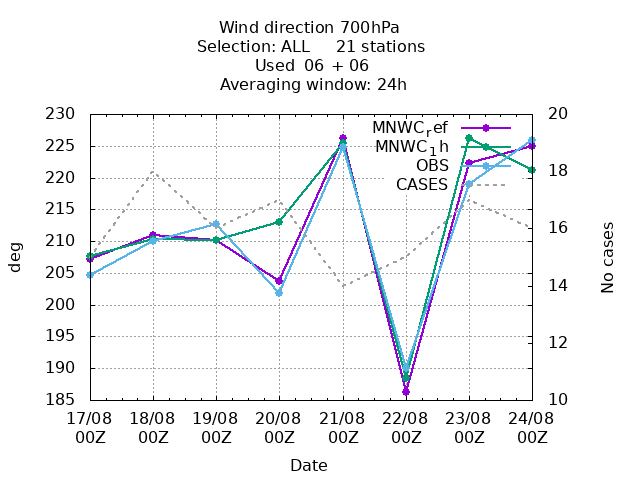 Wind direction 700hPa
Selection: ALL 21 stations
Used 06 + 06
Averaging window: 24h
230
225
220
215
210
205
200
195
190
185
20
18
16
14
12
10
deg
No cases
MNWCref
MNWC1h
OBS
CASES
17/08 18/08 19/08 20/08 21/08 22/08 23/08 24/08
00Z 00Z 00Z 00Z 00Z 00Z 00Z 00Z
Date